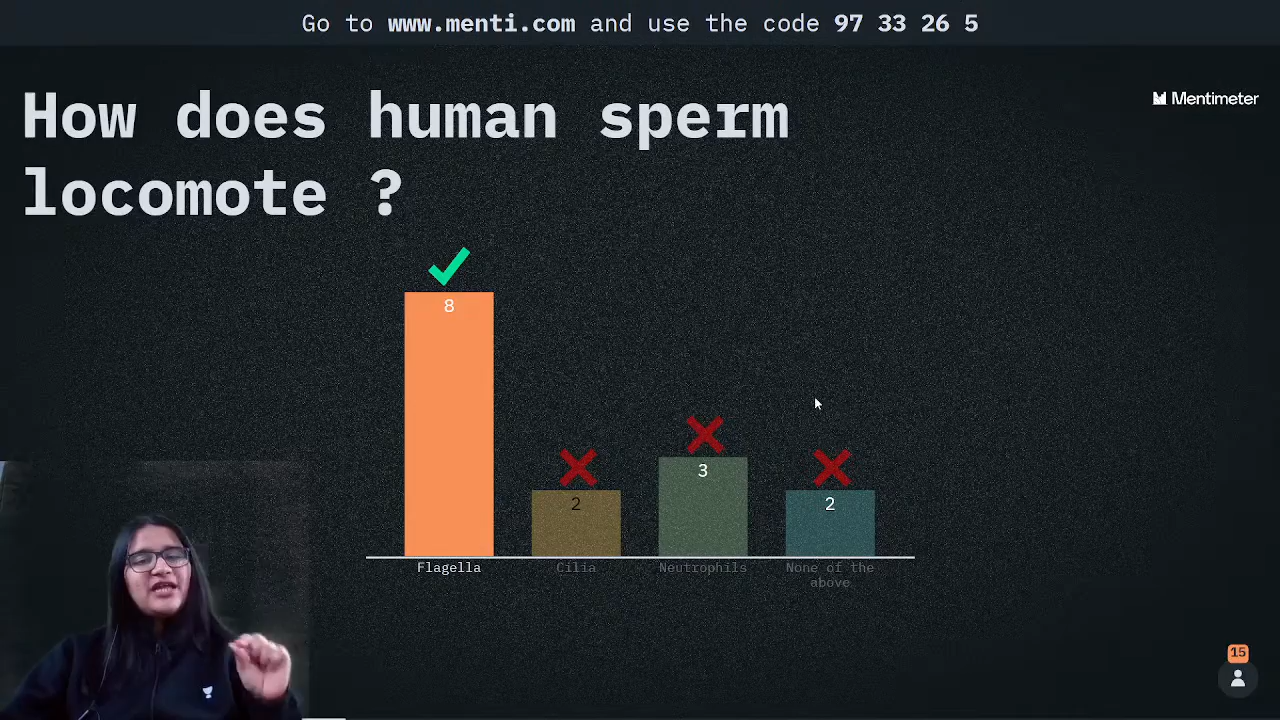 Go to www.menti.com and use the code 97 33 26 5
How does human sperm
locomote ?
Mentimeter
8
2
3
2
Flagella
Cilia
Neutrophils
None of the
above
15